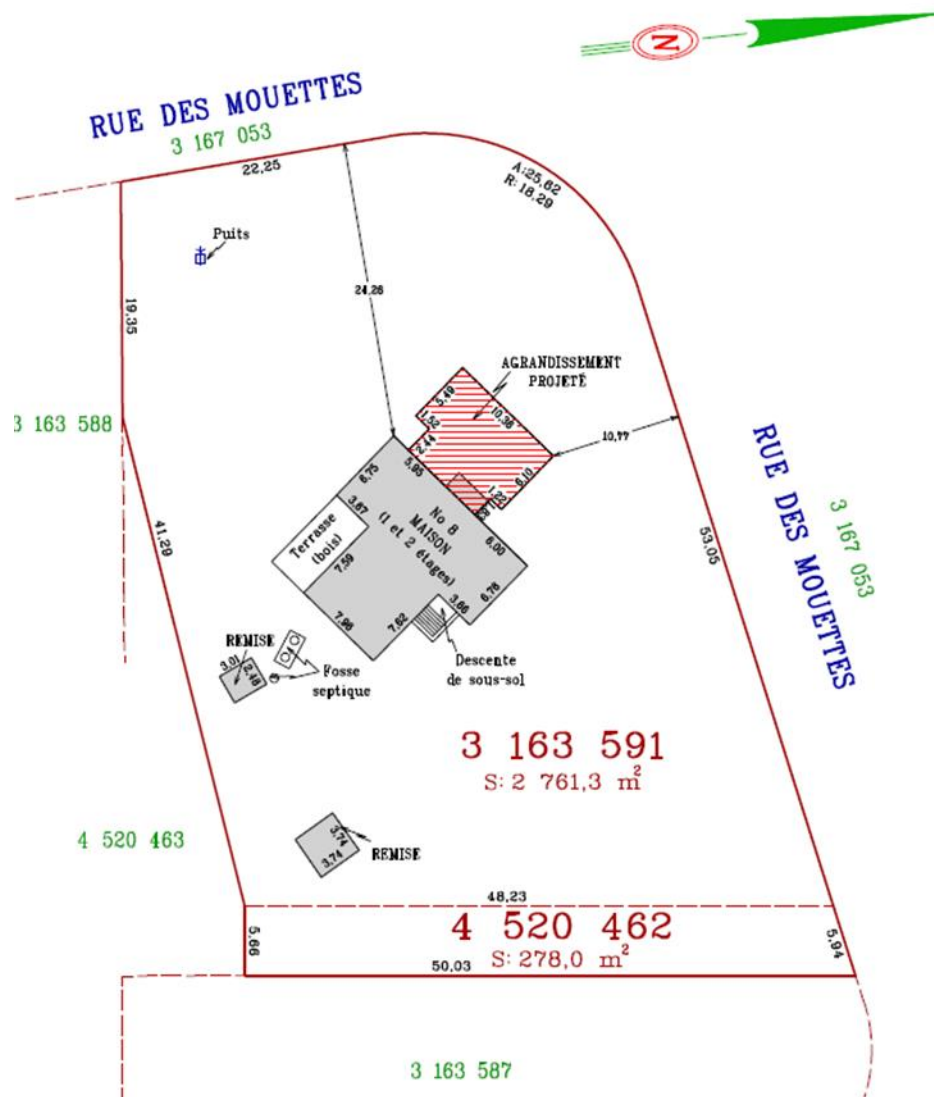 N
RUE DES MOUETTES
3 167 053
22,25
A:25,62
R:18,29
Puits
24,26
19,35
AGRANDISSEMENT
PROJETÉ
5,49
10,36
1,52
2,44
10,77
3 163 588
RUE DES MOUETTES
3 167 053
5,95
6,75
6,10
1,22
3,67
No 8
MAISON
(1 et 2 étages)
6,00
Terrasse
(bois)
7,59
41,29
53,05
6,78
3,66
7,62
7,98
REMISE
3,01
2,48
Fosse
septique
Descente
de sous-sol
3 163 591
S: 2 761,3 m²
4 520 463
3,74
3,74
REMISE
48,23
4 520 462
S: 278,0 m²
5,66
5,94
50,03
3 163 587